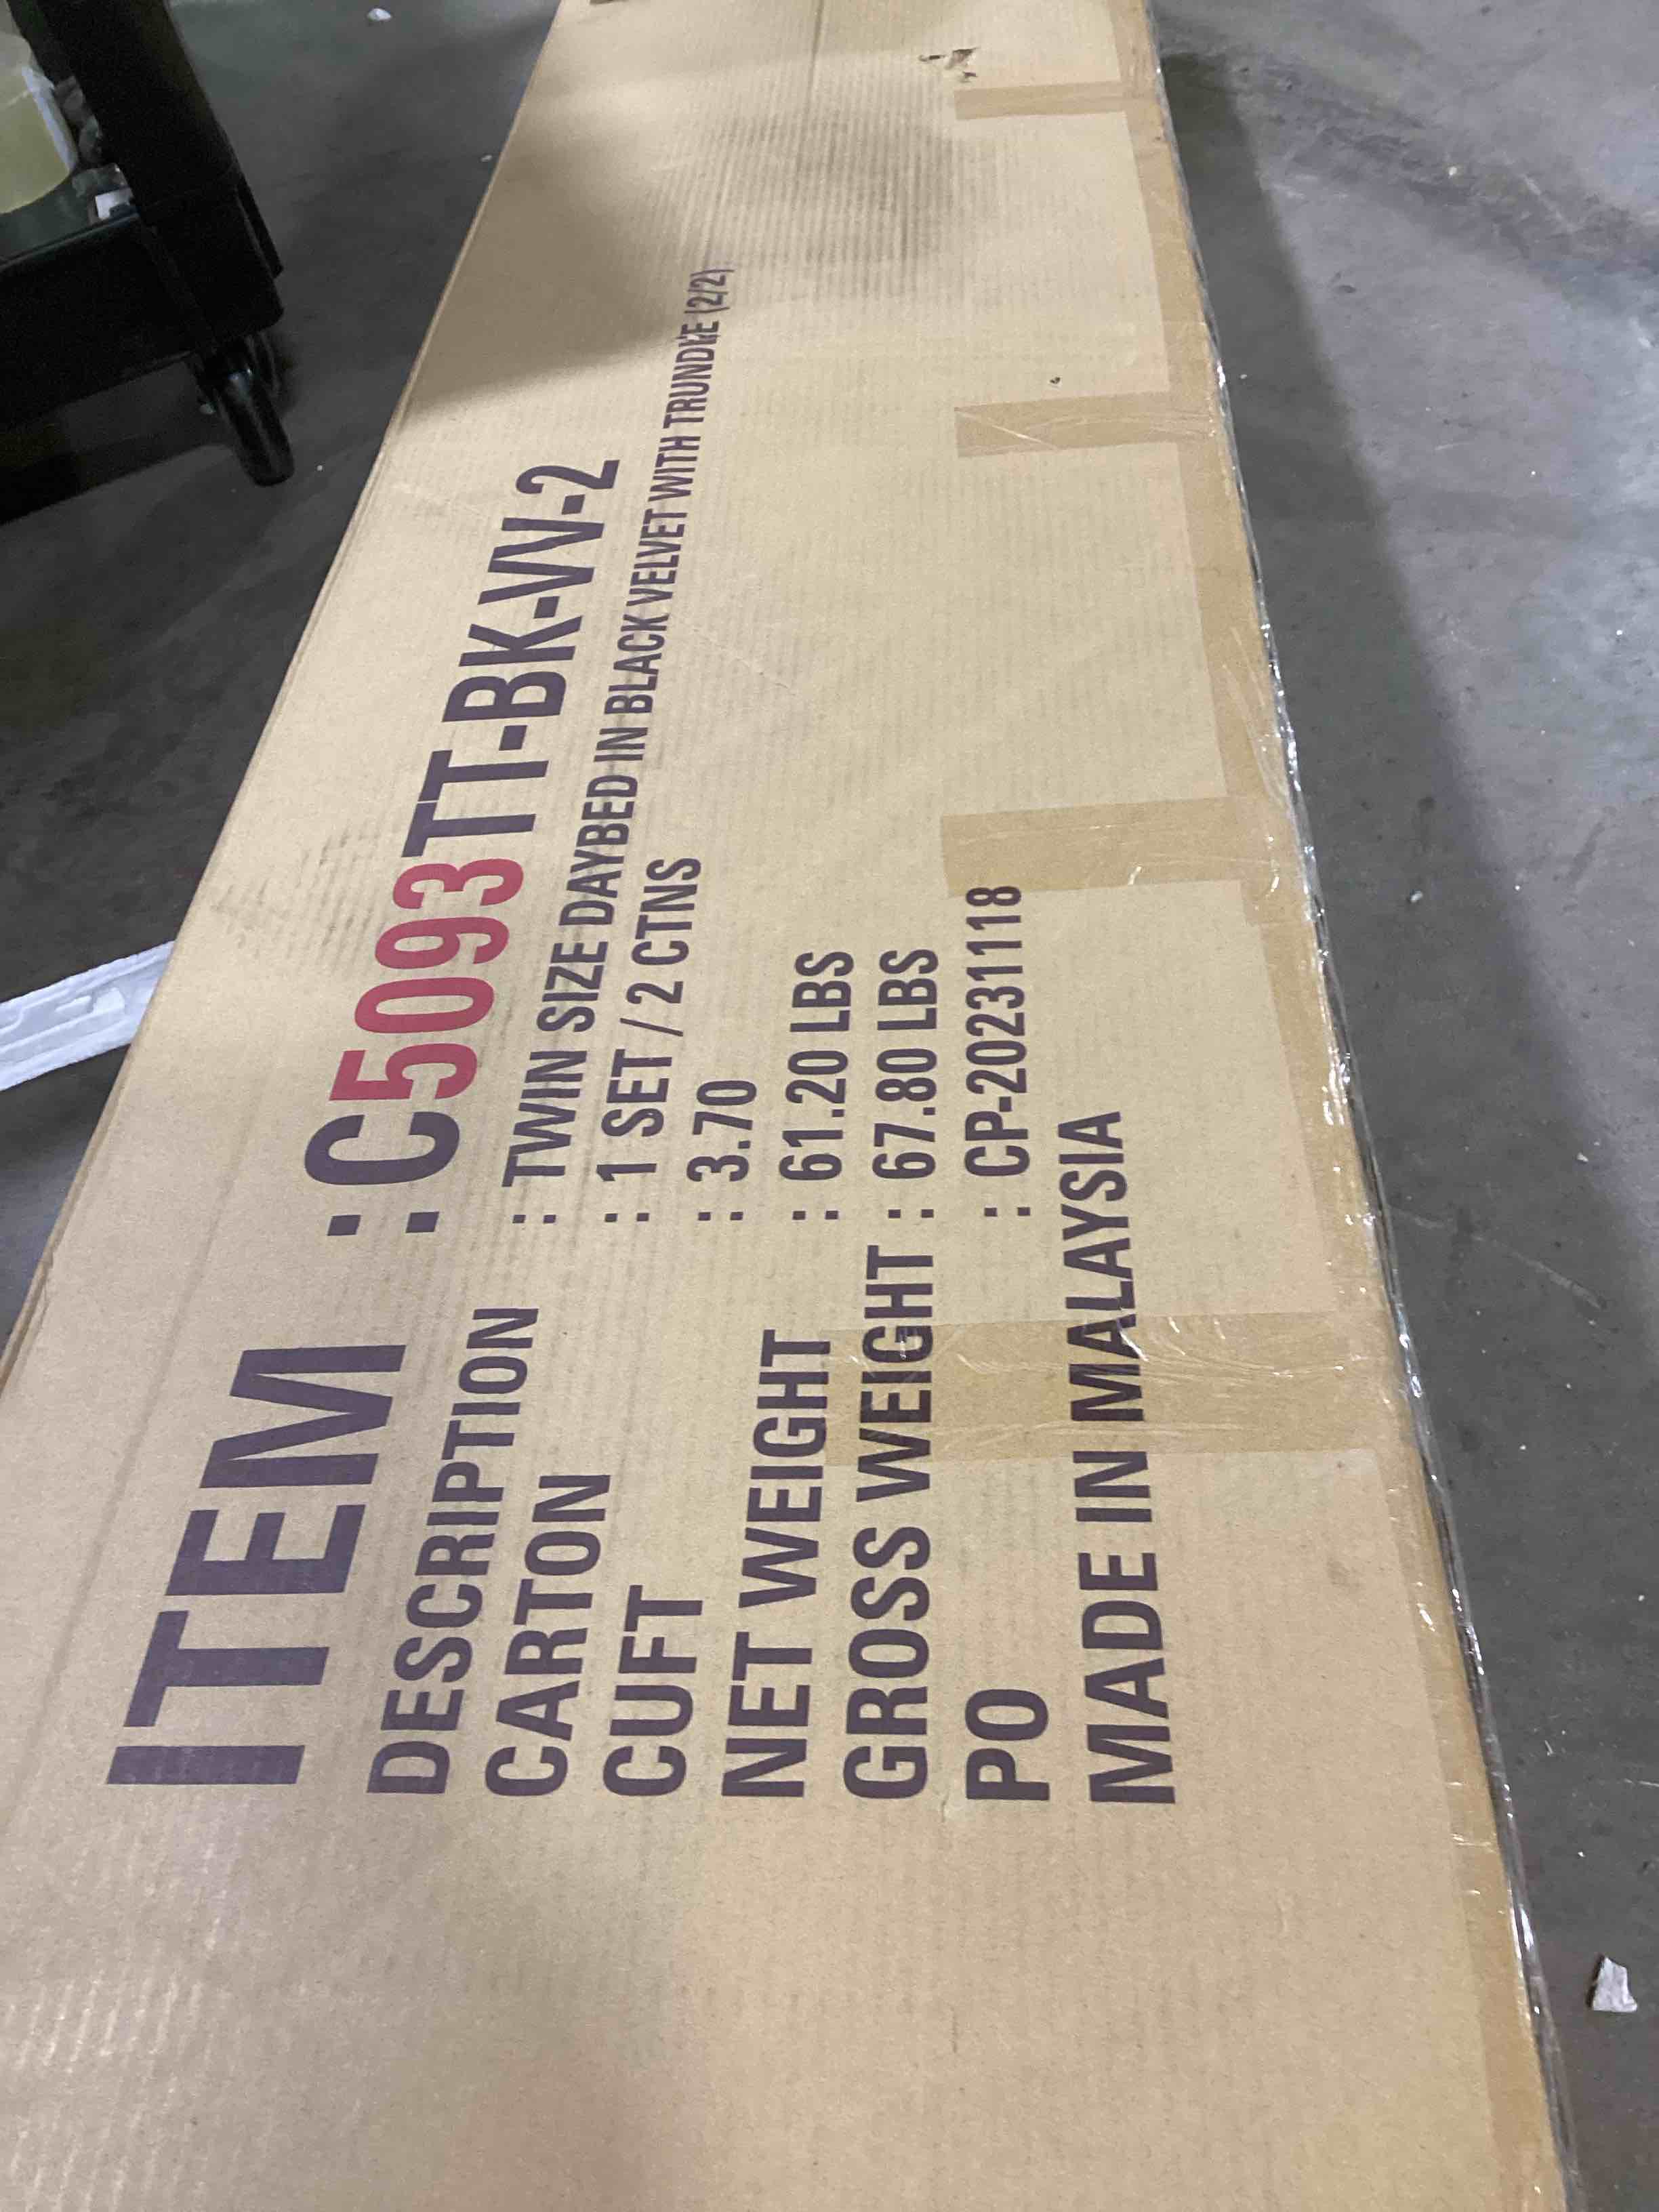 ITEM : C5093TT-BK-VV-2
DESCRIPTION : TWIN SIZE DAYBED IN BLACK VELVET WITH TRUNDLE (2/2)
CARTON : 1 SET / 2 CTNS
CUFT : 3.70
NET WEIGHT : 61.20 LBS
GROSS WEIGHT : 67.80 LBS
PO : CP-20231118
MADE IN MALAYSIA